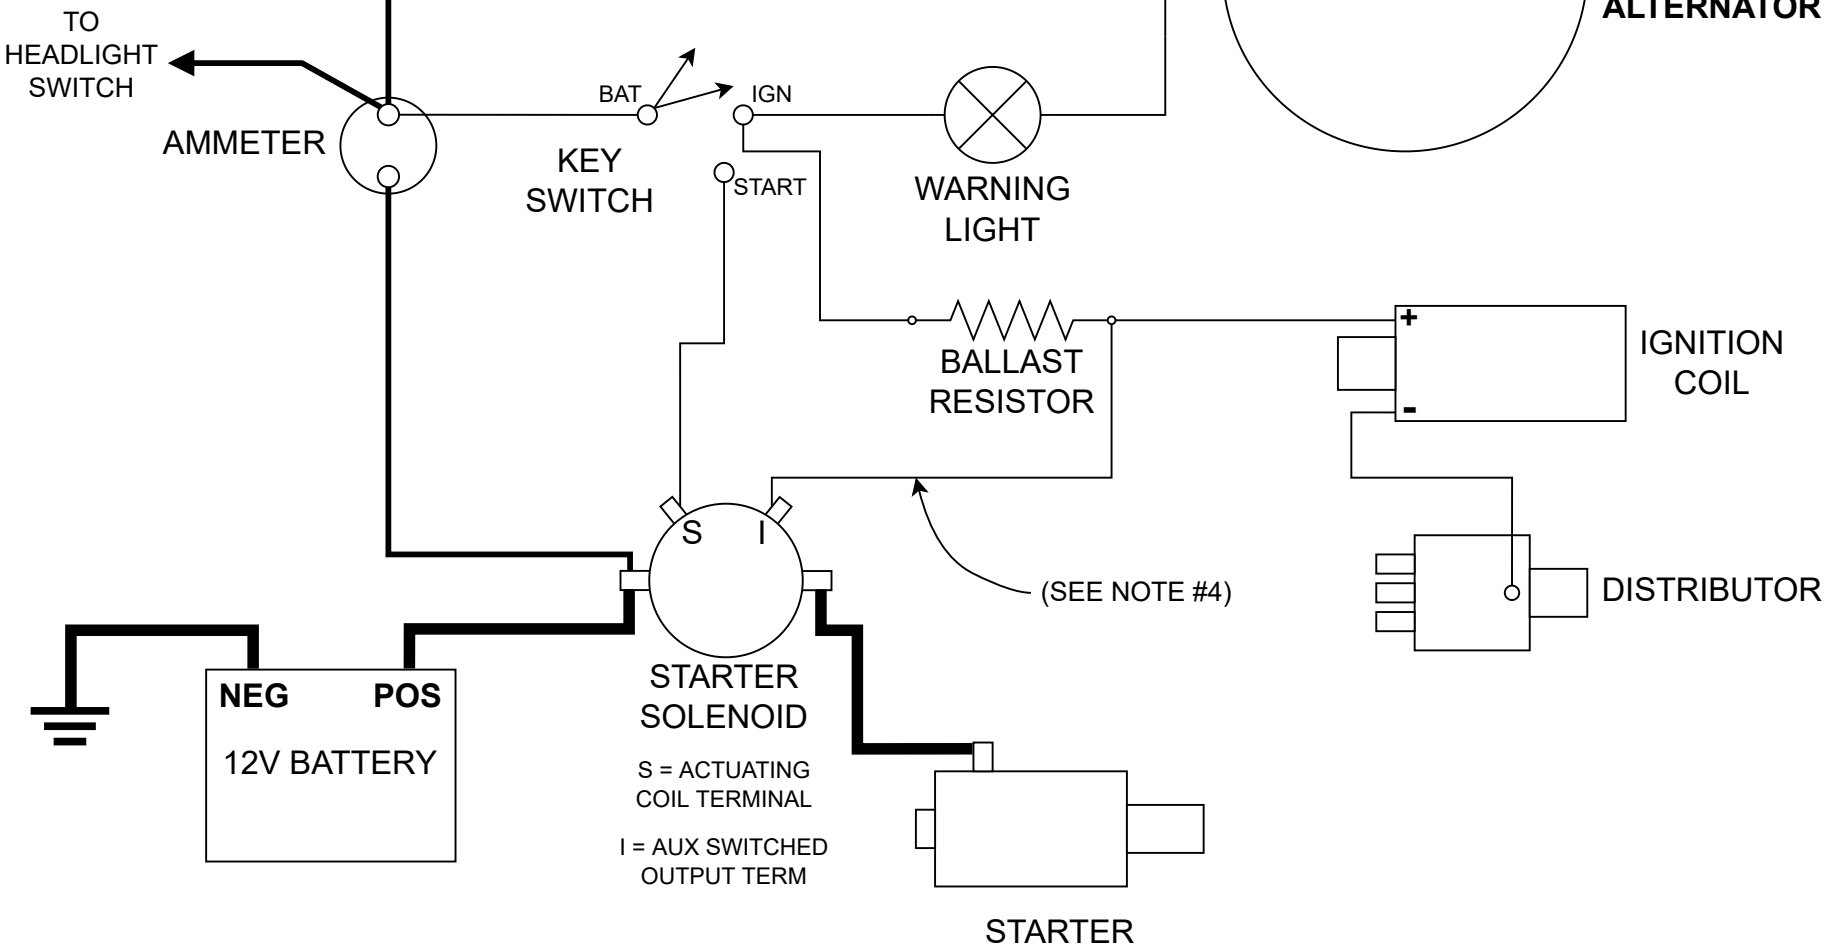 TO
HEADLIGHT
SWITCH
ALTERNATOR
AMMETER
BAT
IGN
KEY
SWITCH
START
WARNING
LIGHT
BALLAST
RESISTOR
+
-
IGNITION
COIL
S
I
(SEE NOTE #4)
DISTRIBUTOR
NEG
POS
12V BATTERY
STARTER
SOLENOID
S = ACTUATING
COIL TERMINAL
I = AUX SWITCHED
OUTPUT TERM
STARTER